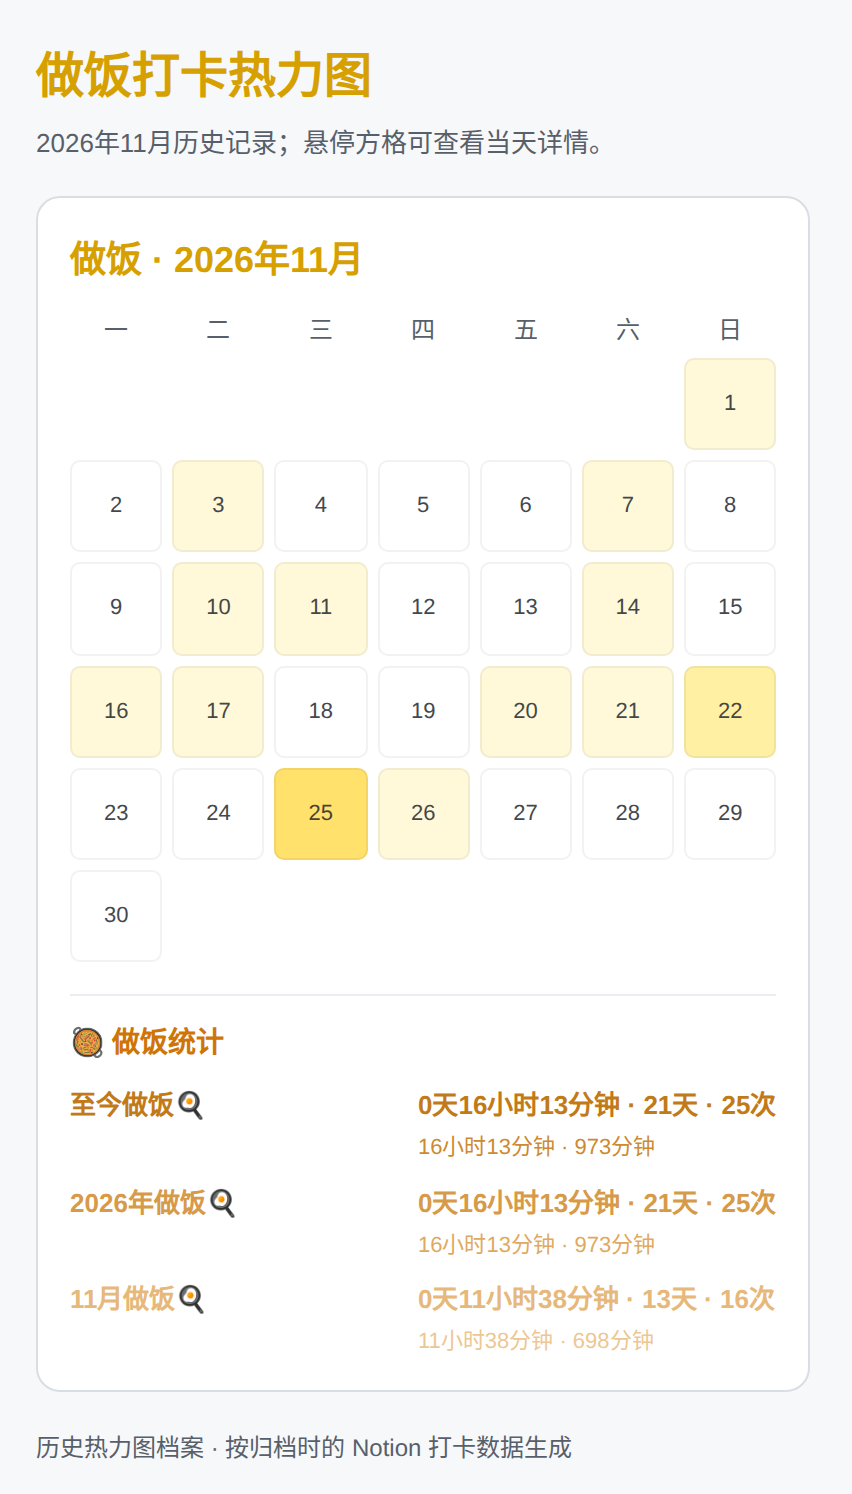 做饭打卡热力图
2026年11月历史记录；悬停方格可查看当天详情。
做饭 · 2026年11月
一 二 三 四 五 六 日
1
2 3 4 5 6 7 8
9 10 11 12 13 14 15
16 17 18 19 20 21 22
23 24 25 26 27 28 29
30
🥘 做饭统计
至今做饭🍳 0天16小时13分钟 · 21天 · 25次
16小时13分钟 · 973分钟
2026年做饭🍳 0天16小时13分钟 · 21天 · 25次
16小时13分钟 · 973分钟
11月做饭🍳 0天11小时38分钟 · 13天 · 16次
11小时38分钟 · 698分钟
历史热力图档案 · 按归档时的 Notion 打卡数据生成